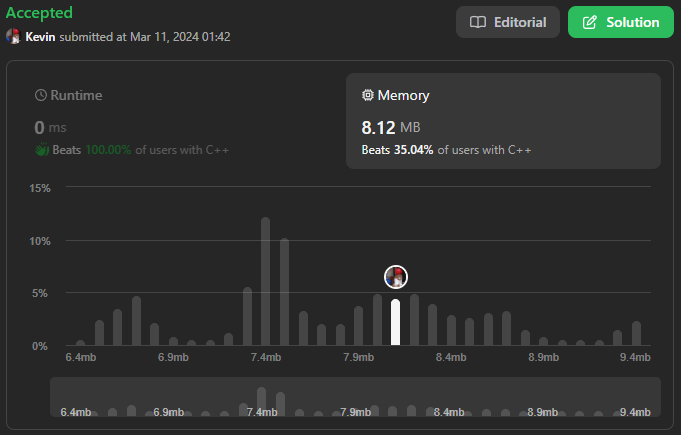 Accepted
Kevin submitted at Mar 11, 2024 01:42
Editorial
Solution
Runtime
0 ms
Beats 100.00% of users with C++
Memory
8.12 MB
Beats 35.04% of users with C++
15%
10%
5%
0%
6.4mb 6.9mb 7.4mb 7.9mb 8.4mb 8.9mb 9.4mb
6.4mb 6.9mb 7.4mb 7.9mb 8.4mb 8.9mb 9.4mb